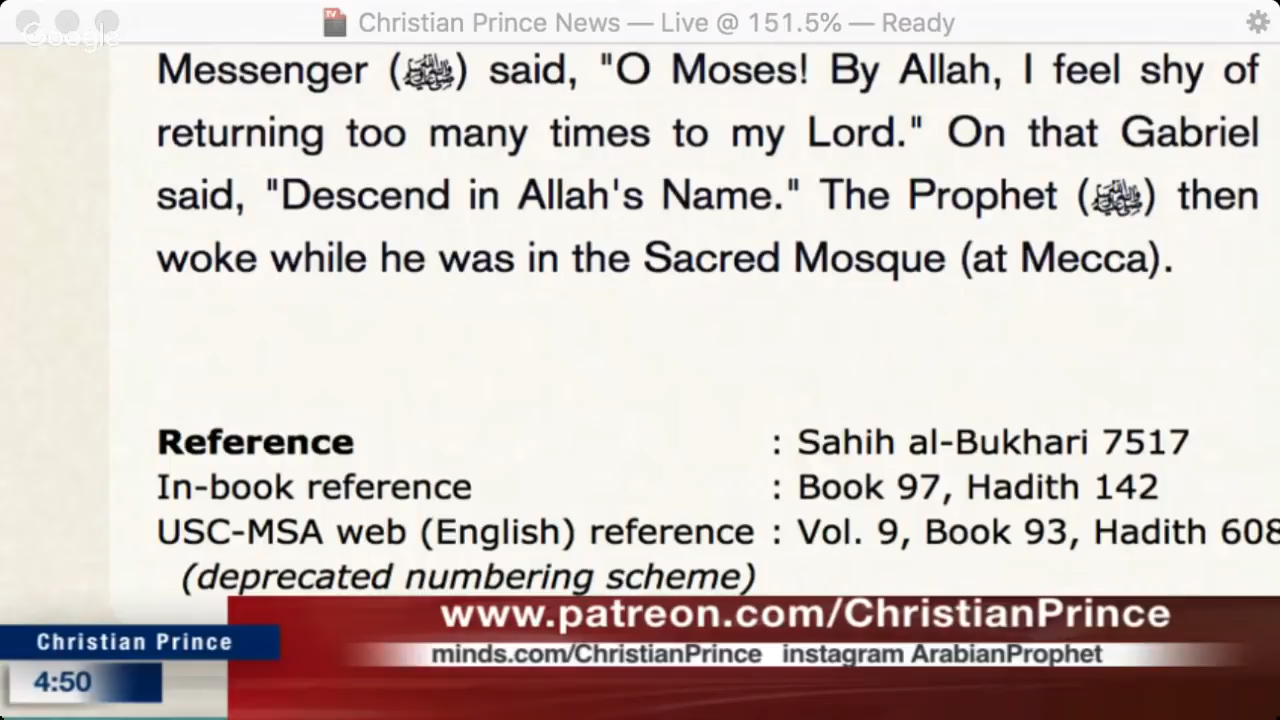 Christian Prince News — Live @ 151.5% — Ready
Google
Messenger (ﷺ) said, "O Moses! By Allah, I feel shy of
returning too many times to my Lord." On that Gabriel
said, "Descend in Allah's Name." The Prophet (ﷺ) then
woke while he was in the Sacred Mosque (at Mecca).
Reference : Sahih al-Bukhari 7517
In-book reference : Book 97, Hadith 142
USC-MSA web (English) reference : Vol. 9, Book 93, Hadith 608
(deprecated numbering scheme)
www.patreon.com/ChristianPrince
Christian Prince
minds.com/ChristianPrince instagram ArabianProphet
4:50